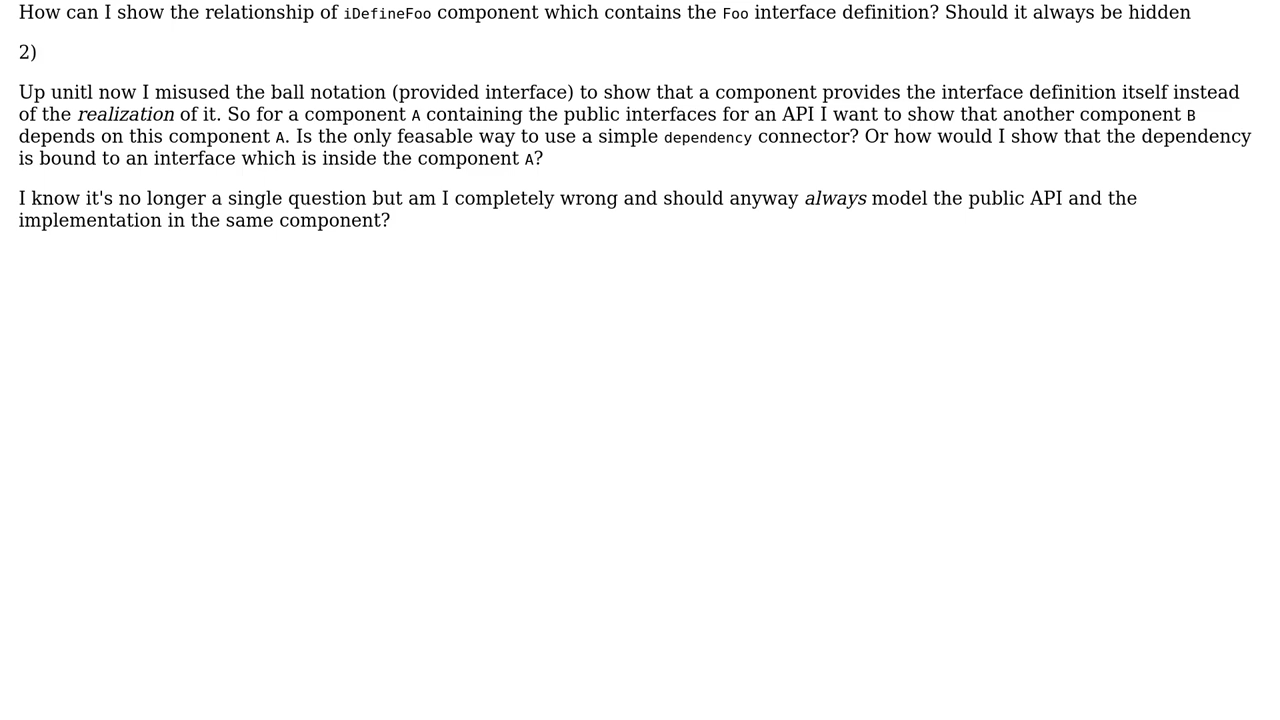 How can I show the relationship of iDefineFoo component which contains the Foo interface definition? Should it always be hidden
2)
Up unitl now I misused the ball notation (provided interface) to show that a component provides the interface definition itself instead
of the realization of it. So for a component A containing the public interfaces for an API I want to show that another component B
depends on this component A. Is the only feasable way to use a simple dependency connector? Or how would I show that the dependency
is bound to an interface which is inside the component A?
I know it's no longer a single question but am I completely wrong and should anyway always model the public API and the
implementation in the same component?